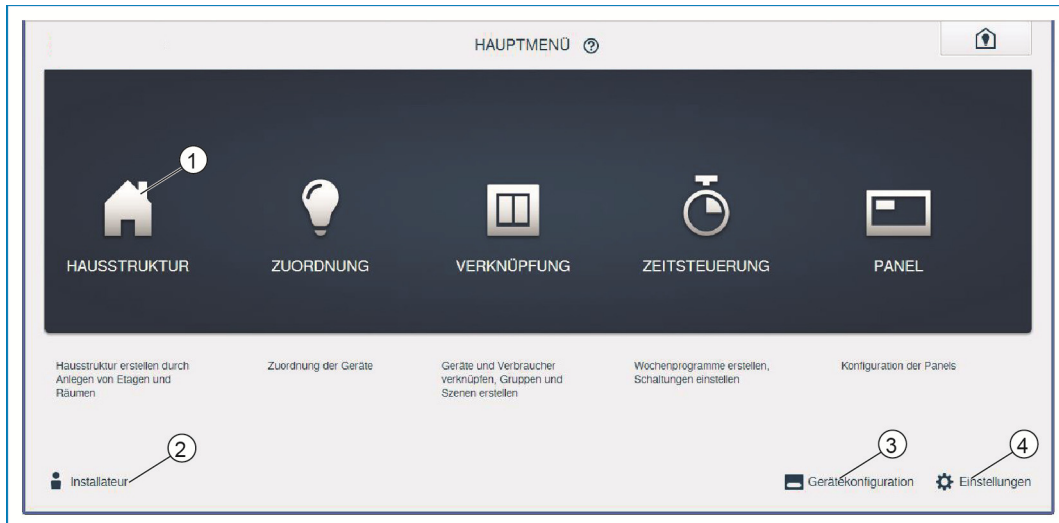 HAUPTMENÜ ?
1
HAUSSTRUKTUR
ZUORDNUNG
VERKNÜPFUNG
ZEITSTEUERUNG
PANEL
Hausstruktur erstellen durch
Anlegen von Etagen und
Räumen
Zuordnung der Geräte
Geräte und Verbraucher
verknüpfen, Gruppen und
Szenen erstellen
Wochenprogramme erstellen,
Schaltungen einstellen
Konfiguration der Panels
2
3
4
Installateur
Gerätekonfiguration
Einstellungen